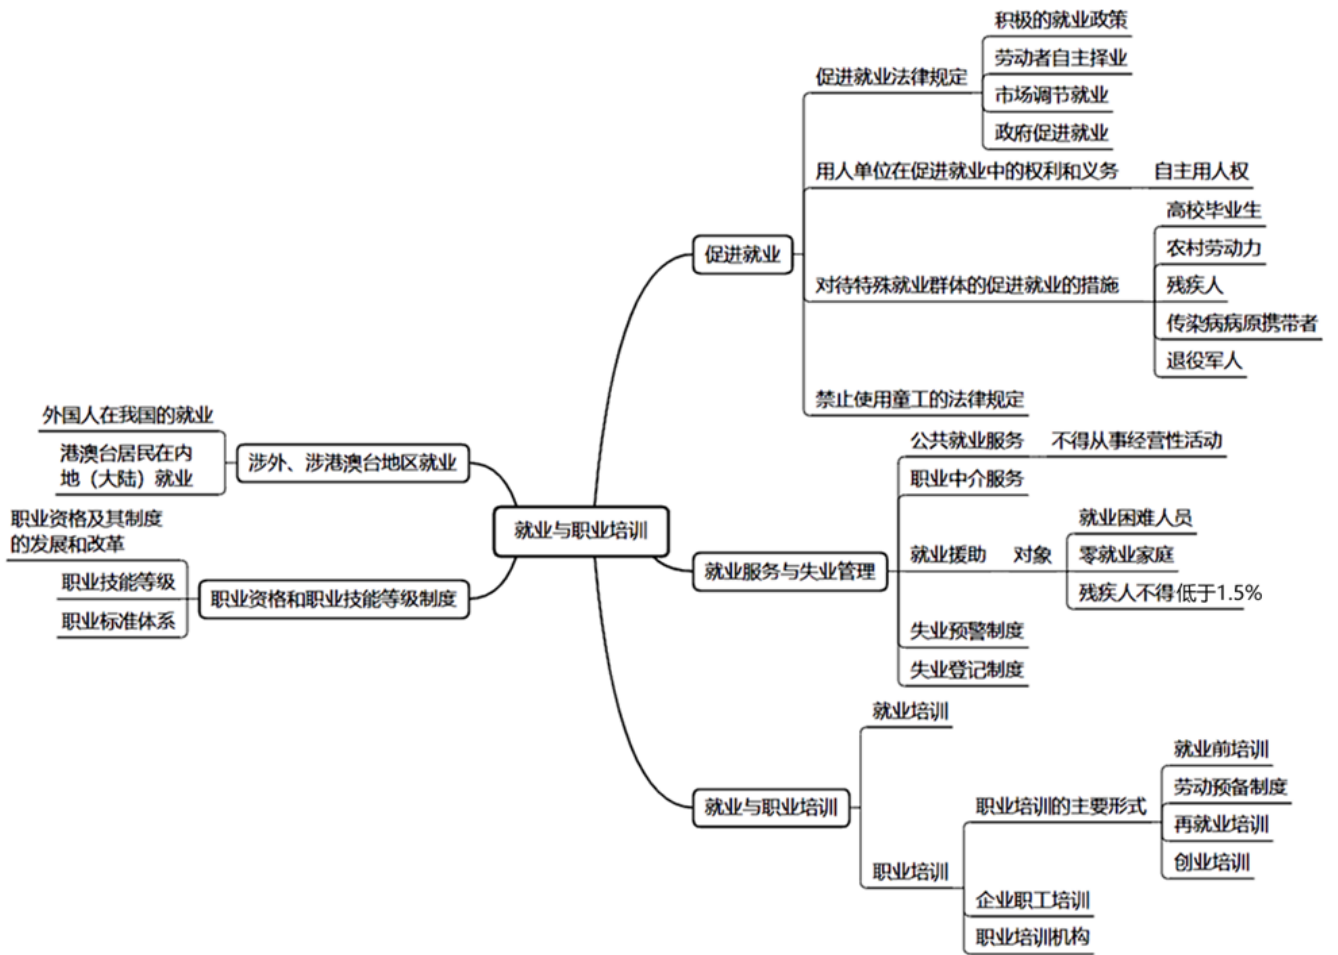 就业与职业培训
促进就业
促进就业法律规定
积极的就业政策
劳动者自主择业
市场调节就业
政府促进就业
用人单位在促进就业中的权利和义务
自主用人权
对待特殊就业群体的促进就业的措施
高校毕业生
农村劳动力
残疾人
传染病病原携带者
退役军人
禁止使用童工的法律规定
就业服务与失业管理
公共就业服务
不得从事经营性活动
职业中介服务
就业援助
对象
就业困难人员
零就业家庭
残疾人不得低于1.5%
失业预警制度
失业登记制度
就业与职业培训
就业培训
职业培训
职业培训的主要形式
就业前培训
劳动预备制度
再就业培训
创业培训
企业职工培训
职业培训机构
涉外、涉港澳台地区就业
外国人在我国的就业
港澳台居民在内
地（大陆）就业
职业资格和职业技能等级制度
职业资格及其制度
的发展和改革
职业技能等级
职业标准体系